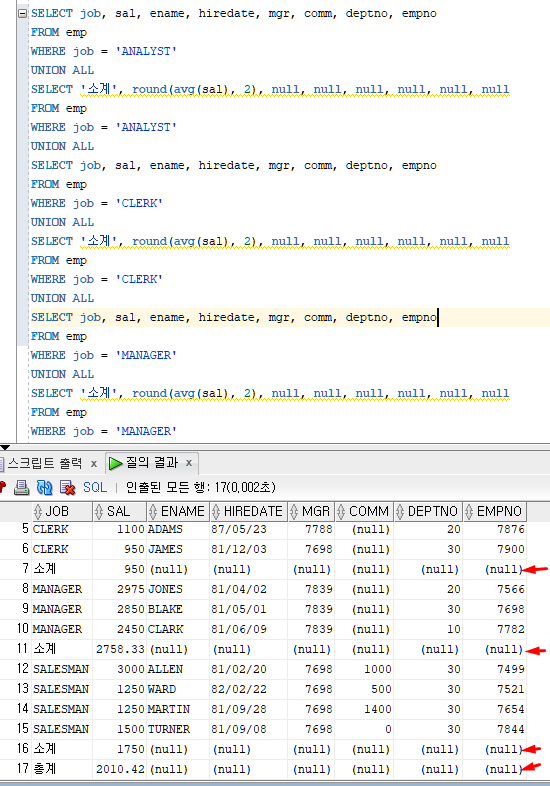 SELECT job, sal, ename, hiredate, mgr, comm, deptno, empno
FROM emp
WHERE job = 'ANALYST'
UNION ALL
SELECT '소계', round(avg(sal), 2), null, null, null, null, null, null
FROM emp
WHERE job = 'ANALYST'
UNION ALL
SELECT job, sal, ename, hiredate, mgr, comm, deptno, empno
FROM emp
WHERE job = 'CLERK'
UNION ALL
SELECT '소계', round(avg(sal), 2), null, null, null, null, null, null
FROM emp
WHERE job = 'CLERK'
UNION ALL
SELECT job, sal, ename, hiredate, mgr, comm, deptno, empno
FROM emp
WHERE job = 'MANAGER'
UNION ALL
SELECT '소계', round(avg(sal), 2), null, null, null, null, null, null
FROM emp
WHERE job = 'MANAGER'
스크립트 출력 x 질의 결과 x
SQL | 인출된 모든 행: 17(0,002초)
JOB SAL ENAME HIREDATE MGR COMM DEPTNO EMPNO
5 CLERK 1100 ADAMS 87/05/23 7788 (null) 20 7876
6 CLERK 950 JAMES 81/12/03 7698 (null) 30 7900
7 소계 950 (null) (null) (null) (null) (null) (null)
8 MANAGER 2975 JONES 81/04/02 7839 (null) 20 7566
9 MANAGER 2850 BLAKE 81/05/01 7839 (null) 30 7698
10 MANAGER 2450 CLARK 81/06/09 7839 (null) 10 7782
11 소계 2758.33 (null) (null) (null) (null) (null) (null)
12 SALESMAN 3000 ALLEN 81/02/20 7698 1000 30 7499
13 SALESMAN 1250 WARD 82/02/22 7698 500 30 7521
14 SALESMAN 1250 MARTIN 81/09/28 7698 1400 30 7654
15 SALESMAN 1500 TURNER 81/09/08 7698 0 30 7844
16 소계 1750 (null) (null) (null) (null) (null) (null)
17 총계 2010.42 (null) (null) (null) (null) (null) (null)